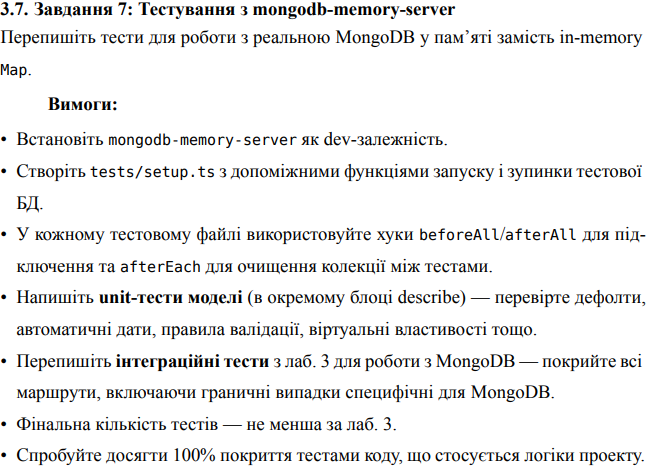 3.7. Завдання 7: Тестування з mongodb-memory-server
Перепишіть тести для роботи з реальною MongoDB у пам’яті замість in-memory
Map.
Вимоги:
• Встановіть mongodb-memory-server як dev-залежність.
• Створіть tests/setup.ts з допоміжними функціями запуску і зупинки тестової
БД.
• У кожному тестовому файлі використовуйте хуки beforeAll/afterAll для під-
ключення та afterEach для очищення колекції між тестами.
• Напишіть unit-тести моделі (в окремому блоці describe) — перевірте дефолти,
автоматичні дати, правила валідації, віртуальні властивості тощо.
• Перепишіть інтеграційні тести з лаб. 3 для роботи з MongoDB — покрийте всі
маршрути, включаючи граничні випадки специфічні для MongoDB.
• Фінальна кількість тестів — не менша за лаб. 3.
• Спробуйте досягти 100% покриття тестами коду, що стосується логіки проекту.